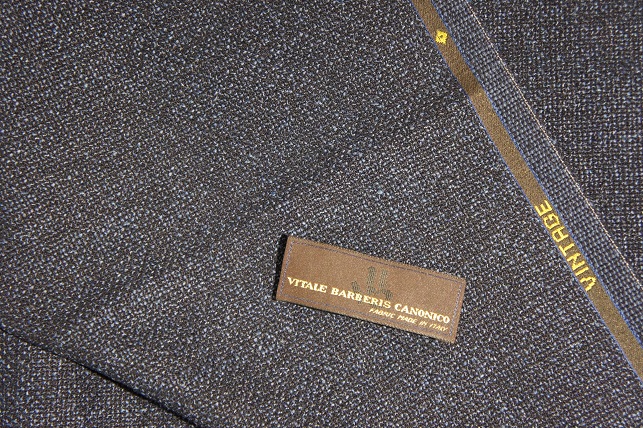 VINTAGE
VITALE BARBERIS CANONICO
FABRIC MADE IN ITALY